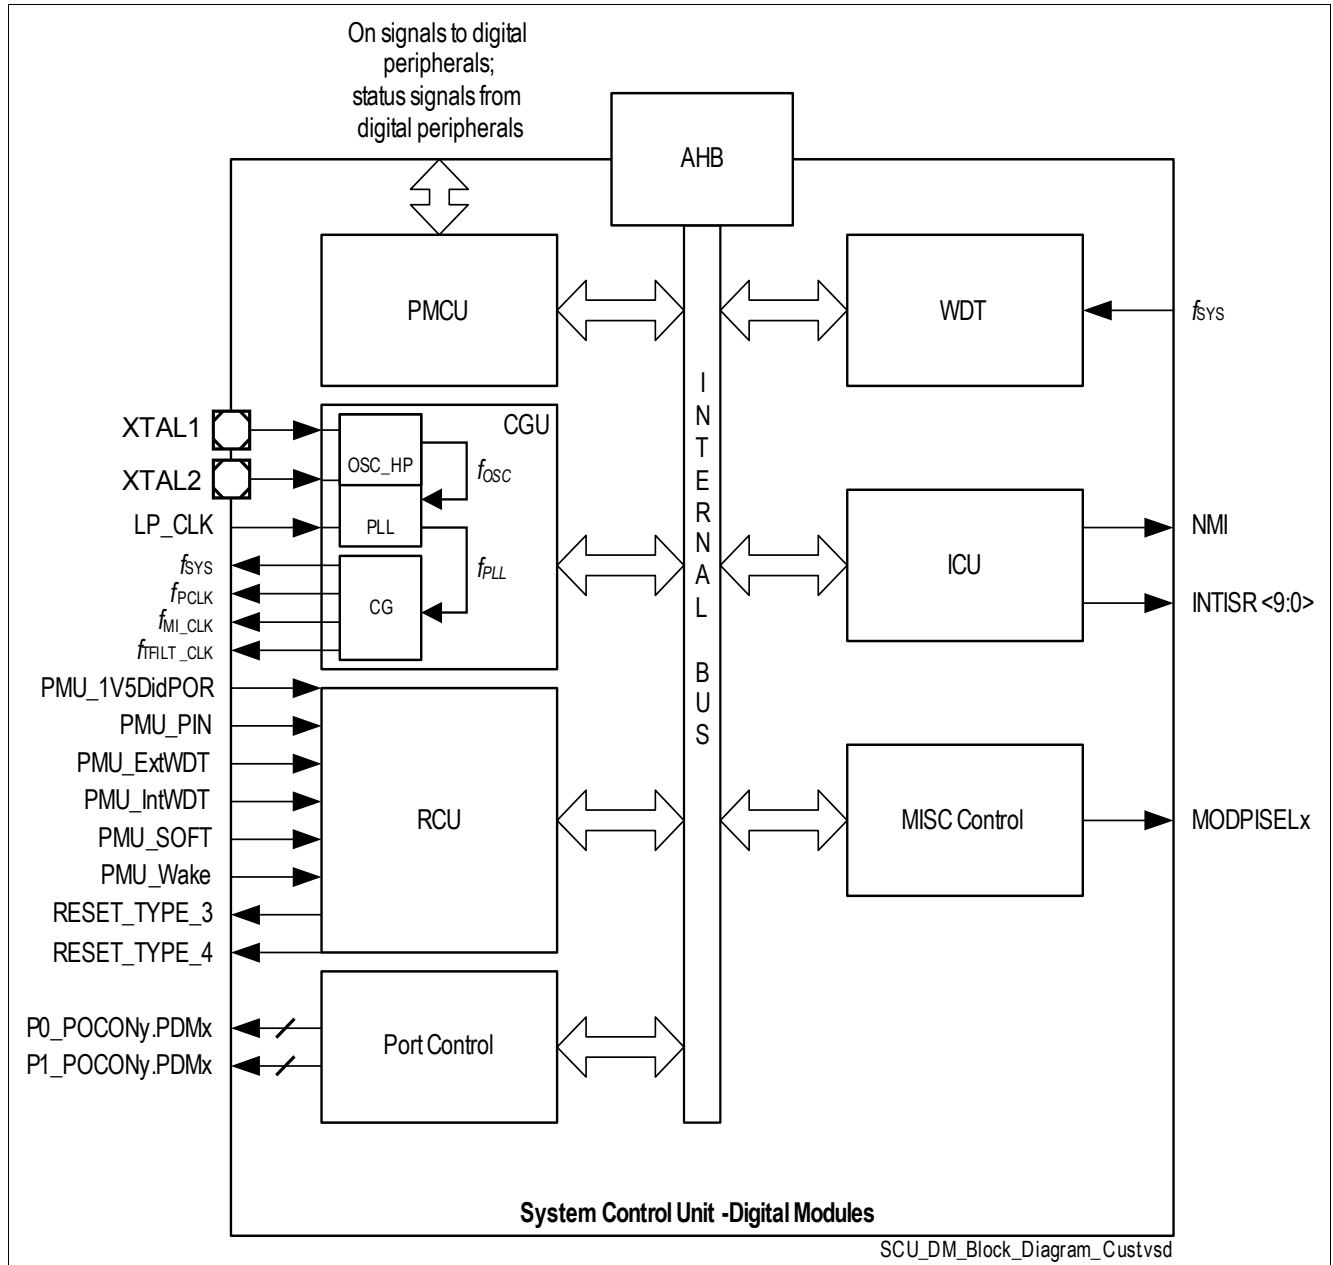 On signals to digital
peripherals;
status signals from
digital peripherals
AHB
PMCU
WDT
fSYS
INTERNAL BUS
XTAL1
XTAL2
LP_CLK
fSYS
fPCLK
fMI_CLK
fTFILT_CLK
CGU
OSC_HP
fOSC
PLL
fPLL
CG
ICU
NMI
INTISR <9:0>
PMU_1V5DidPOR
PMU_PIN
PMU_ExtWDT
PMU_IntWDT
PMU_SOFT
PMU_Wake
RESET_TYPE_3
RESET_TYPE_4
RCU
MISC Control
MODPISELx
P0_POCONy.PDMx
P1_POCONy.PDMx
Port Control
System Control Unit -Digital Modules
SCU_DM_Block_Diagram_Custvsd